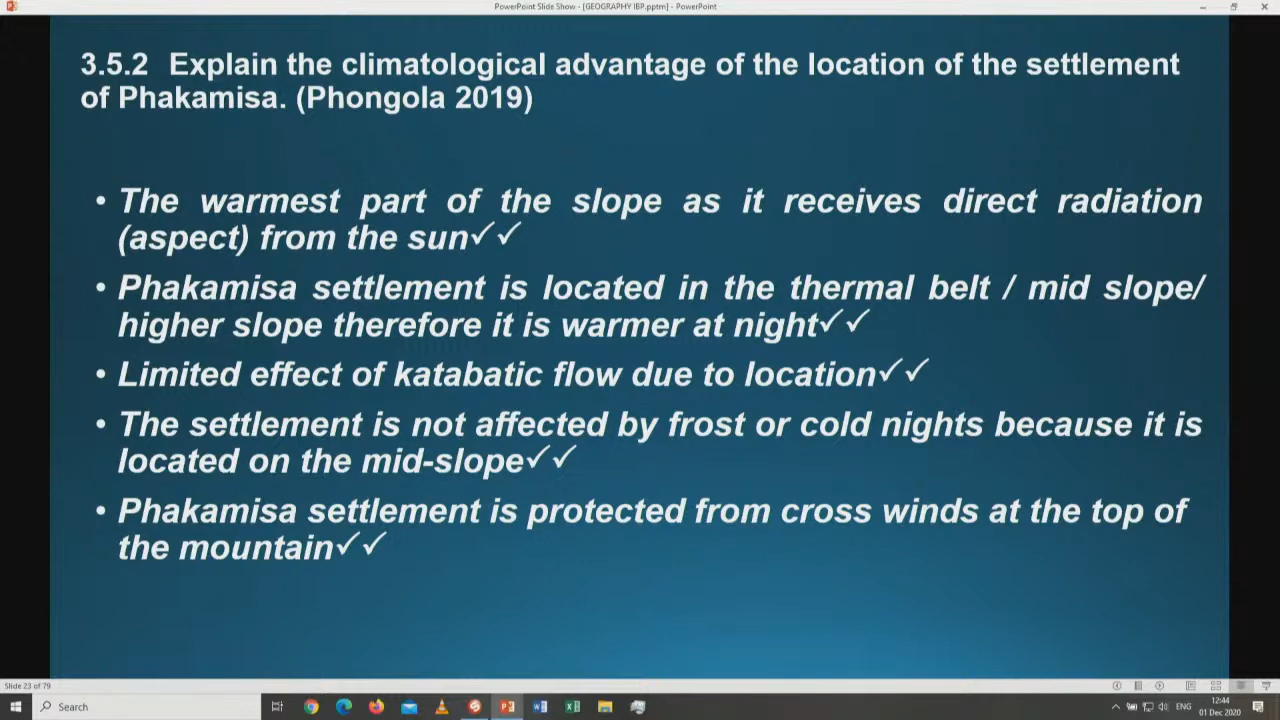 PowerPoint Slide Show - [GEOGRAPHY IBP.pptm] - PowerPoint
3.5.2 Explain the climatological advantage of the location of the settlement
of Phakamisa. (Phongola 2019)
• The warmest part of the slope as it receives direct radiation
(aspect) from the sun✓✓
• Phakamisa settlement is located in the thermal belt / mid slope/
higher slope therefore it is warmer at night✓✓
• Limited effect of katabatic flow due to location✓✓
• The settlement is not affected by frost or cold nights because it is
located on the mid-slope✓✓
• Phakamisa settlement is protected from cross winds at the top of
the mountain✓✓
Slide 23 of 79
Search
ENG
12:44
01 Dec 2020